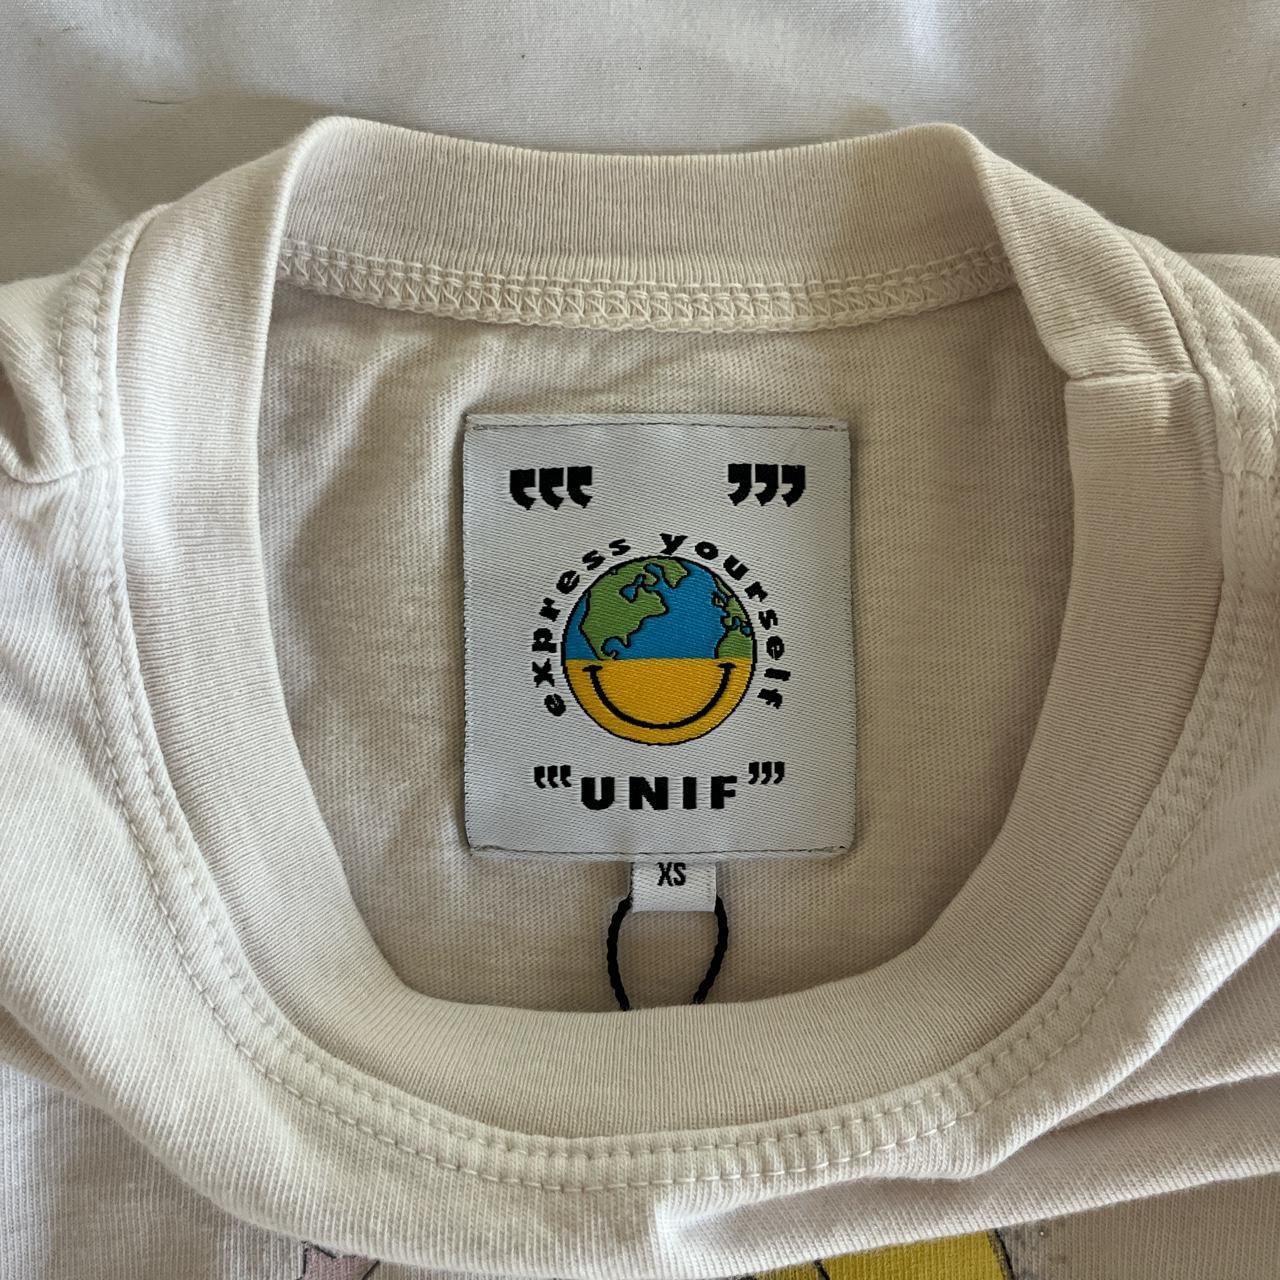 ‘‘‘ ’’’
express yourself
‘‘‘UNIF’’’
XS